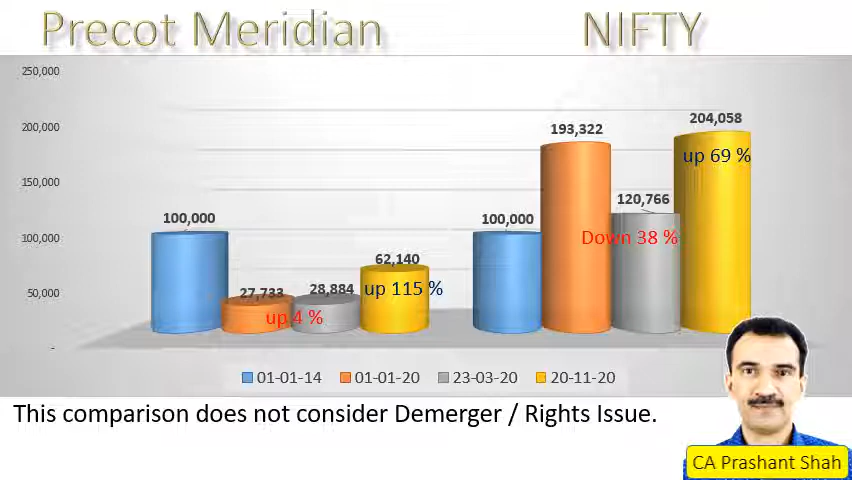 Precot Meridian NIFTY
250,000
200,000
150,000
100,000
50,000
-
100,000
27,733
28,884
62,140
up 4 %
up 115 %
100,000
193,322
120,766
204,058
Down 38 %
up 69 %
01-01-14 01-01-20 23-03-20 20-11-20
This comparison does not consider Demerger / Rights Issue.
CA Prashant Shah